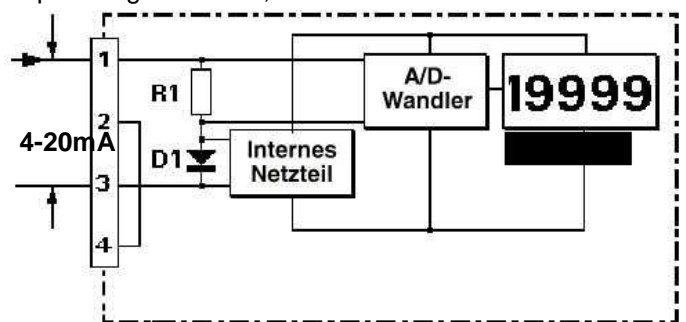 1
A/D-
Wandler
19999
R1
2
4-20mA
D1
Internes
Netzteil
3
4